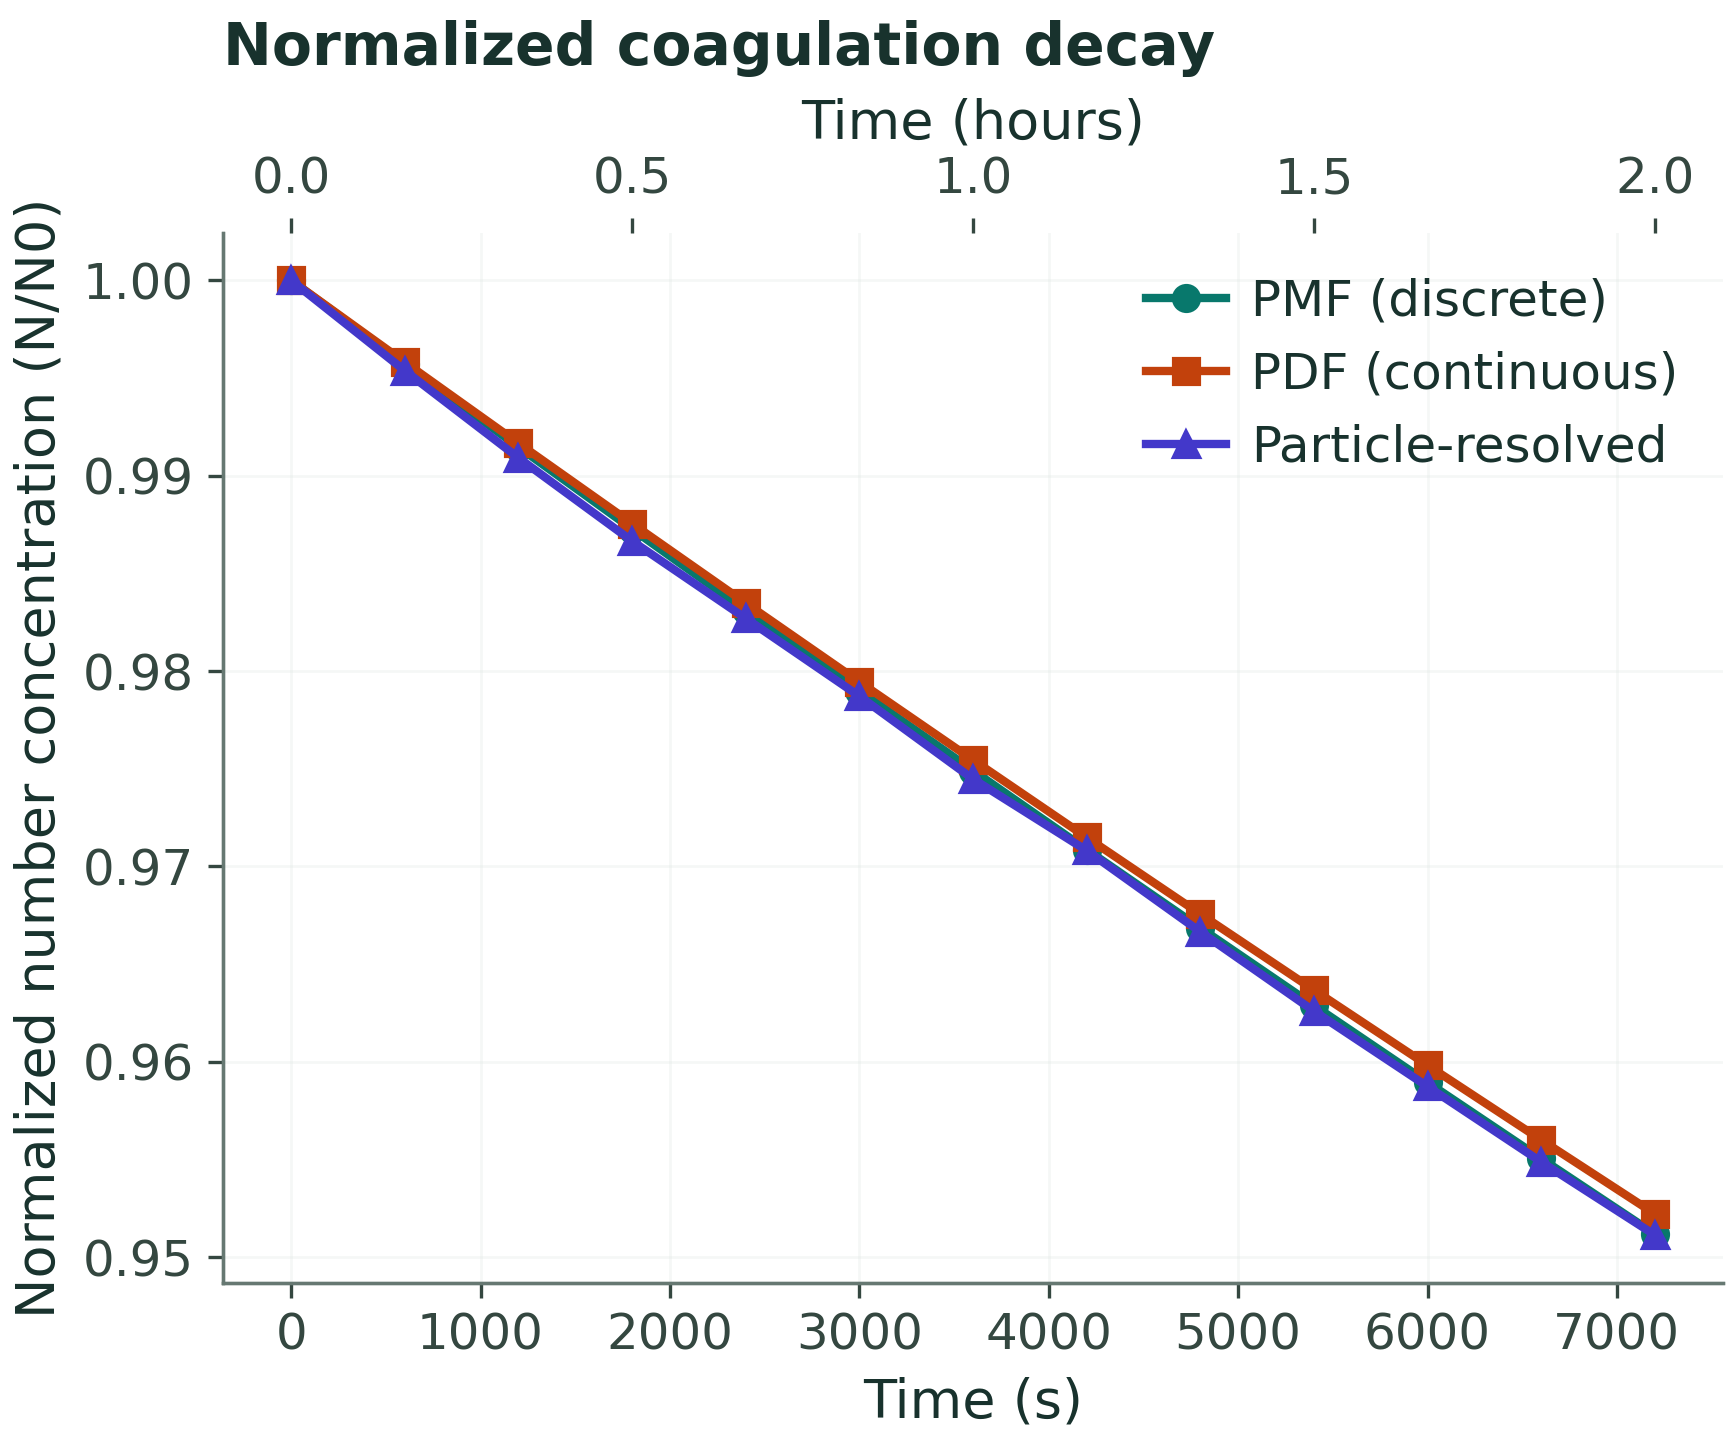 Normalized coagulation decay
Time (hours)
0.0 0.5 1.0 1.5 2.0
Normalized number concentration (N/N0)
1.00
0.99
0.98
0.97
0.96
0.95
PMF (discrete)
PDF (continuous)
Particle-resolved
0 1000 2000 3000 4000 5000 6000 7000
Time (s)